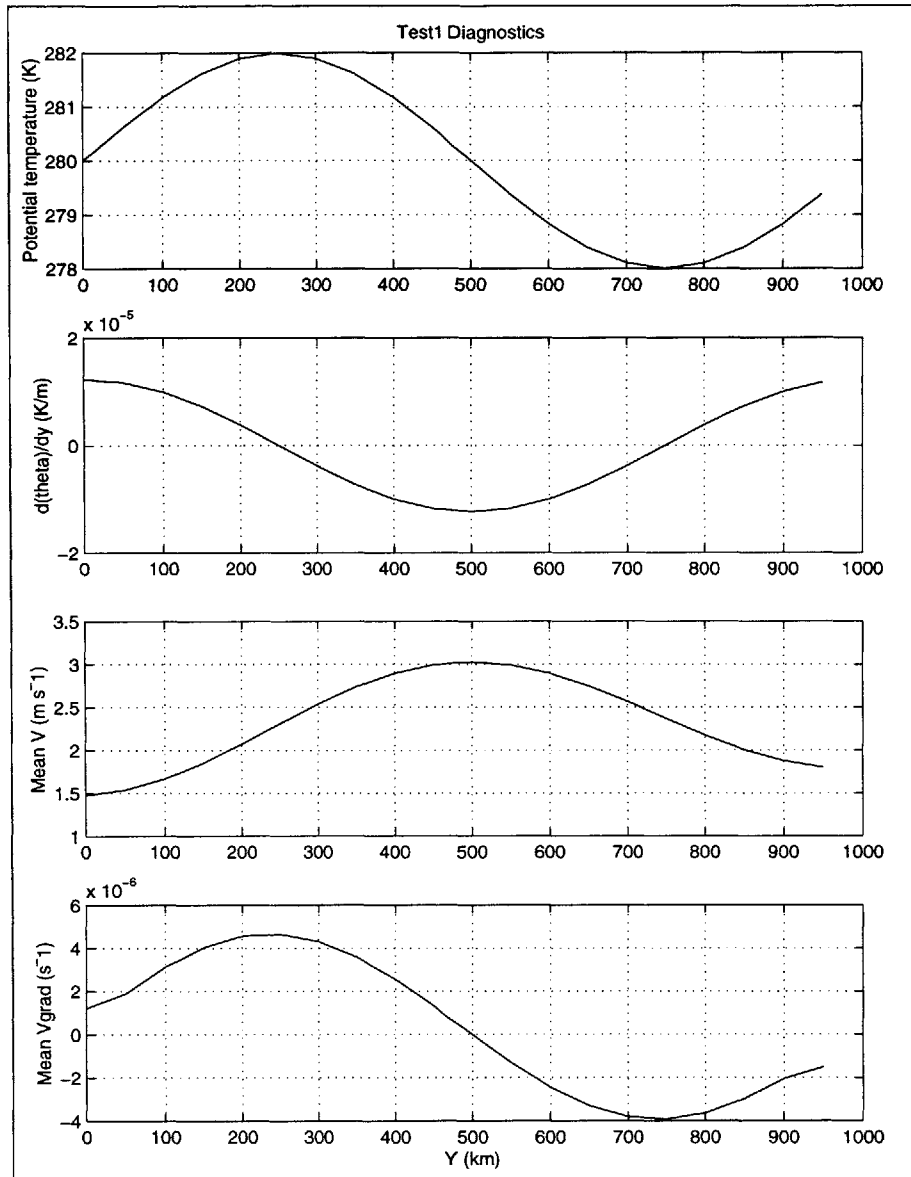 Test1 Diagnostics
Potential temperature (K)
282
281
280
279
278
0 100 200 300 400 500 600 700 800 900 1000
x 10^-5
d(theta)/dy (K/m)
2
0
-2
0 100 200 300 400 500 600 700 800 900 1000
Mean V (m s^-1)
3.5
3
2.5
2
1.5
1
0 100 200 300 400 500 600 700 800 900 1000
x 10^-6
Mean Vgrad (s^-1)
6
4
2
0
-2
-4
0 100 200 300 400 500 600 700 800 900 1000
Y (km)